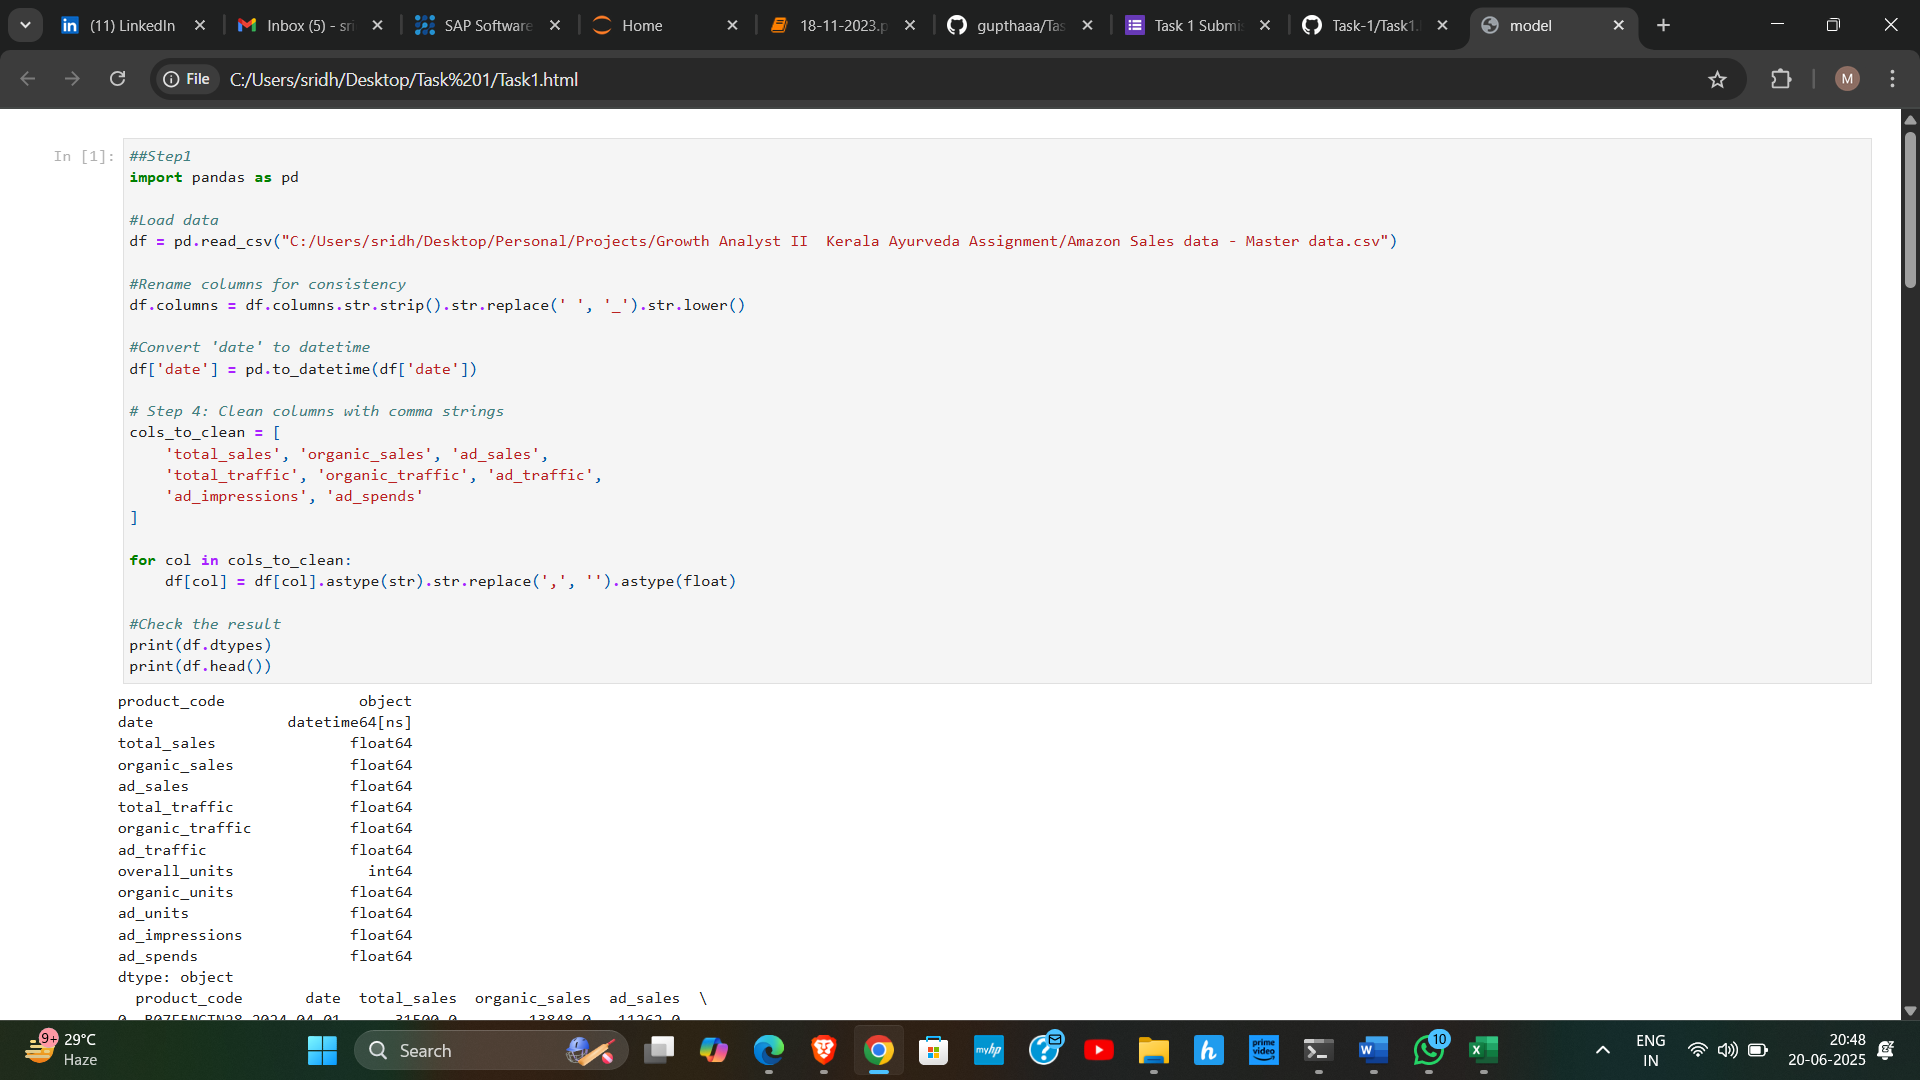 (11) LinkedIn
Inbox (5) - sri
SAP Software
Home
18-11-2023.p
gupthaaa/Tas
Task 1 Submi
Task-1/Task1.
model
File
C:/Users/sridh/Desktop/Task%201/Task1.html
M
In [1]:
##Step1
import pandas as pd
#Load data
df = pd.read_csv("C:/Users/sridh/Desktop/Personal/Projects/Growth Analyst II  Kerala Ayurveda Assignment/Amazon Sales data - Master data.csv")
#Rename columns for consistency
df.columns = df.columns.str.strip().str.replace(' ', '_').str.lower()
#Convert 'date' to datetime
df['date'] = pd.to_datetime(df['date'])
# Step 4: Clean columns with comma strings
cols_to_clean = [
    'total_sales', 'organic_sales', 'ad_sales',
    'total_traffic', 'organic_traffic', 'ad_traffic',
    'ad_impressions', 'ad_spends'
]
for col in cols_to_clean:
    df[col] = df[col].astype(str).str.replace(',', '').astype(float)
#Check the result
print(df.dtypes)
print(df.head())
product_code               object
date               datetime64[ns]
total_sales               float64
organic_sales             float64
ad_sales                  float64
total_traffic             float64
organic_traffic           float64
ad_traffic                float64
overall_units               int64
organic_units             float64
ad_units                  float64
ad_impressions            float64
ad_spends                 float64
dtype: object
  product_code       date  total_sales  organic_sales  ad_sales  \
9+
29°C
Haze
Search
myhp
h
prime video
W
10
X
ENG
IN
20:48
20-06-2025